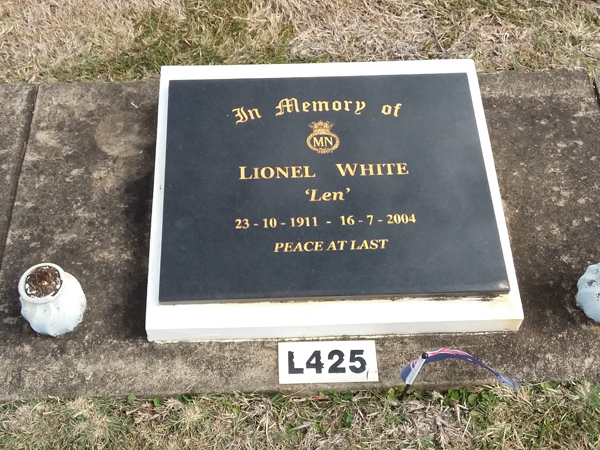 In Memory of
MN
LIONEL WHITE
'Len'
23 - 10 - 1911 - 16 - 7 - 2004
PEACE AT LAST
L425